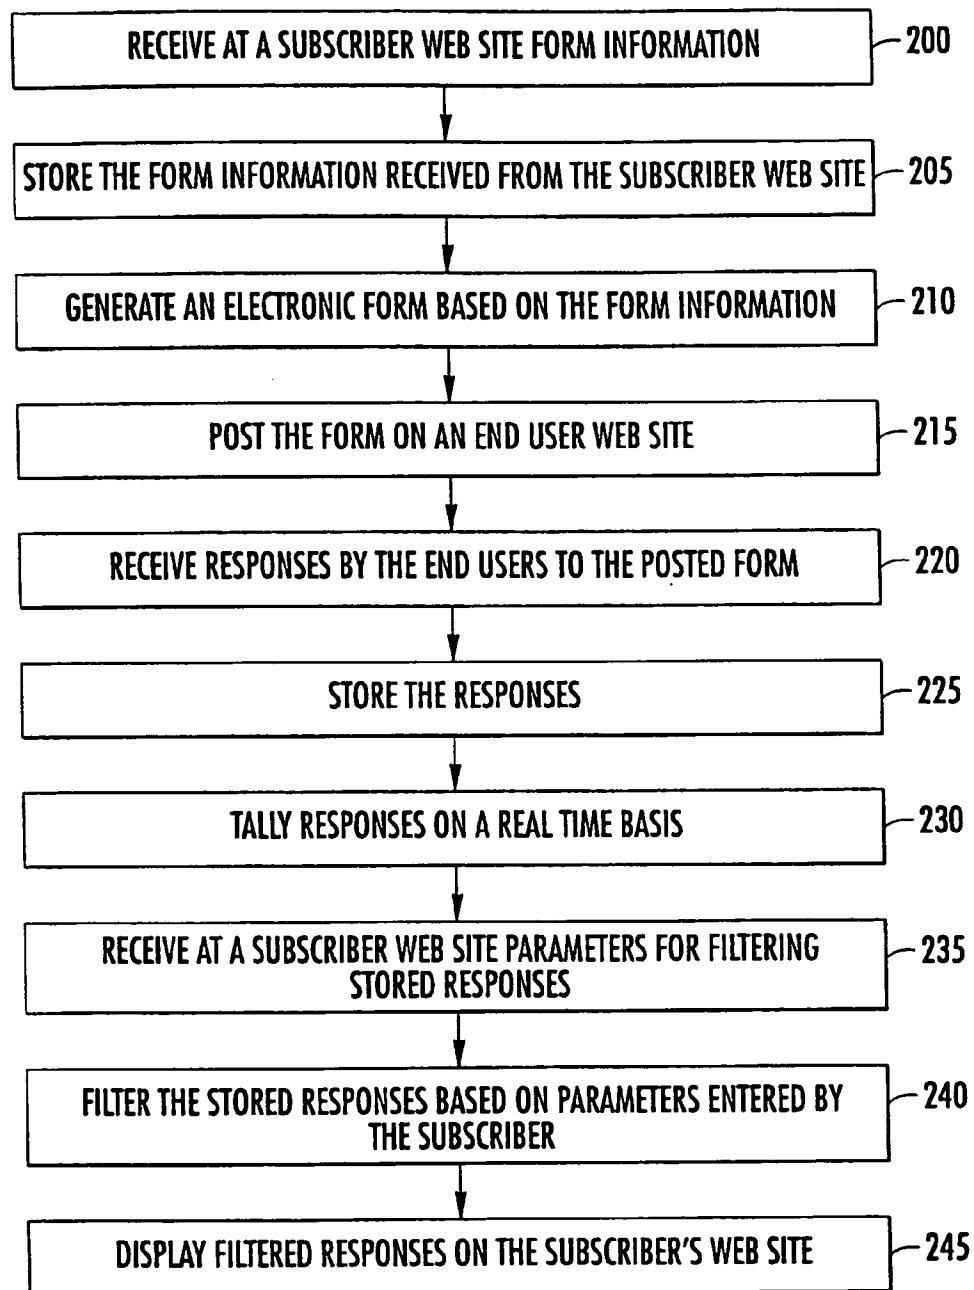 RECEIVE AT A SUBSCRIBER WEB SITE FORM INFORMATION
200
STORE THE FORM INFORMATION RECEIVED FROM THE SUBSCRIBER WEB SITE
205
GENERATE AN ELECTRONIC FORM BASED ON THE FORM INFORMATION
210
POST THE FORM ON AN END USER WEB SITE
215
RECEIVE RESPONSES BY THE END USERS TO THE POSTED FORM
220
STORE THE RESPONSES
225
TALLY RESPONSES ON A REAL TIME BASIS
230
RECEIVE AT A SUBSCRIBER WEB SITE PARAMETERS FOR FILTERING
STORED RESPONSES
235
FILTER THE STORED RESPONSES BASED ON PARAMETERS ENTERED BY
THE SUBSCRIBER
240
DISPLAY FILTERED RESPONSES ON THE SUBSCRIBER'S WEB SITE
245